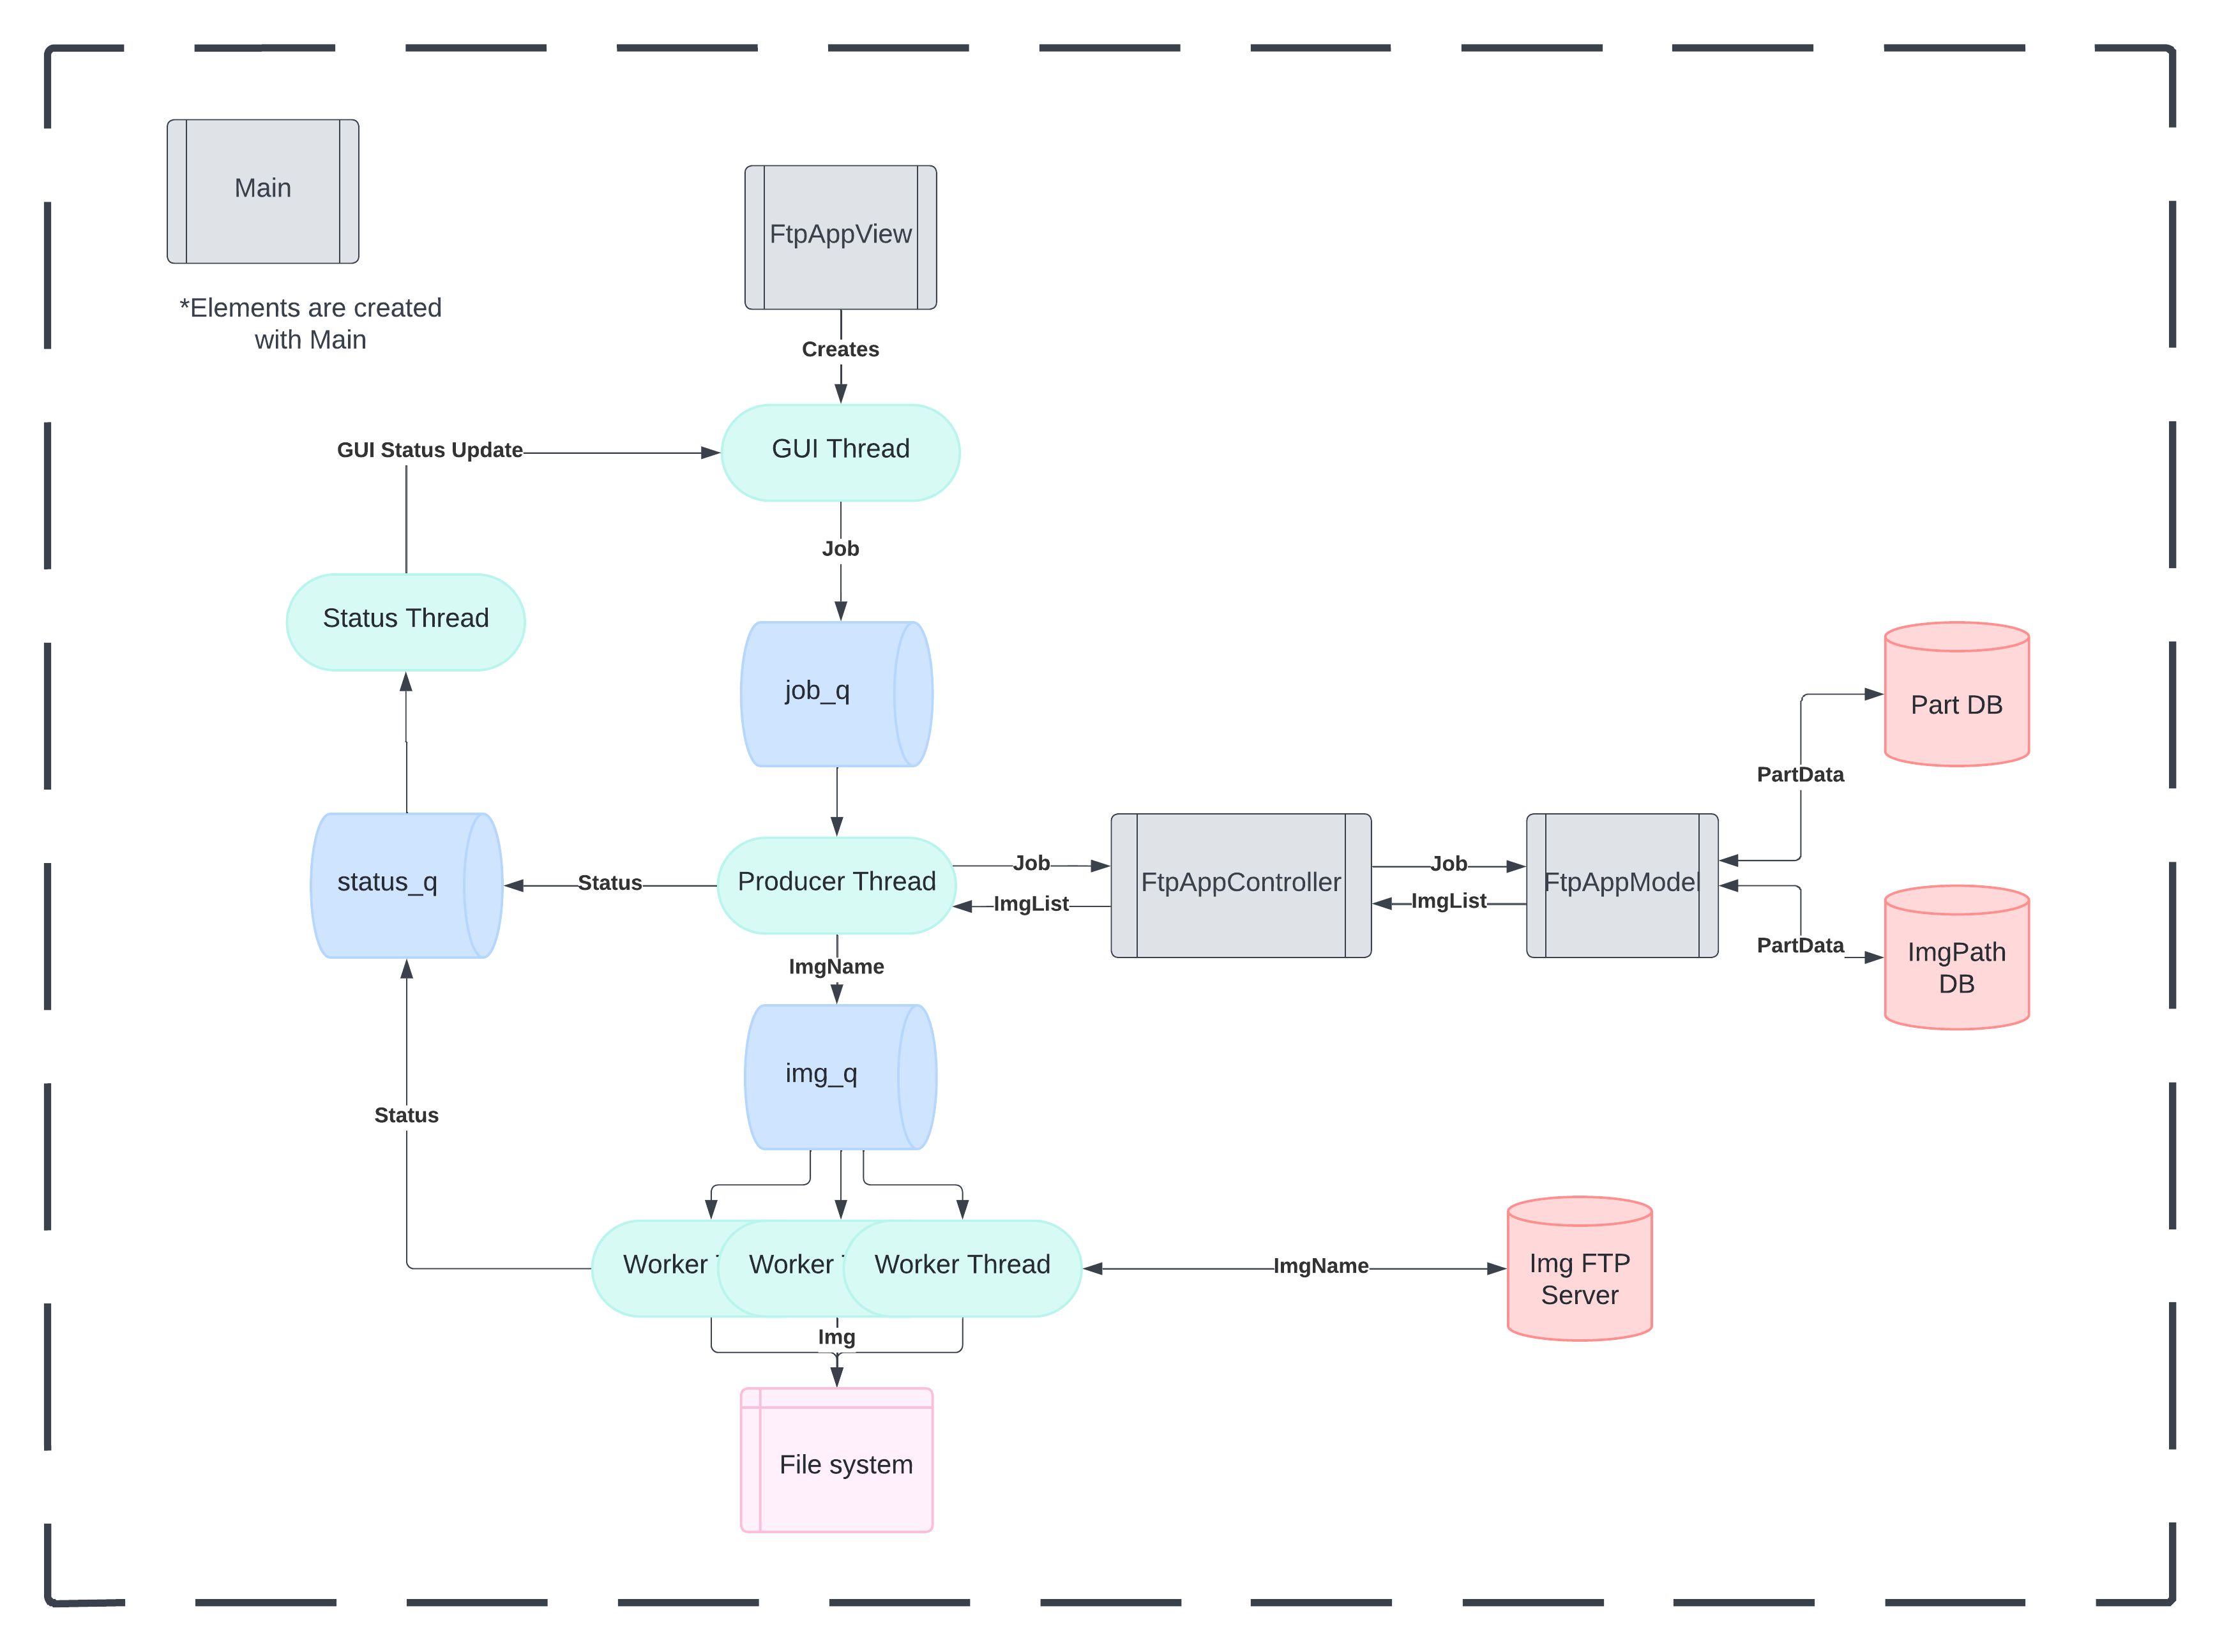 Main
*Elements are created
with Main
FtpAppView
Creates
GUI Status Update
GUI Thread
Job
Status Thread
job_q
Part DB
PartData
status_q
Status
Producer Thread
Job
ImgList
FtpAppController
Job
ImgList
FtpAppModel
PartData
ImgPath
DB
ImgName
img_q
Status
Worker T
Worker T
Worker Thread
ImgName
Img FTP
Server
Img
File system